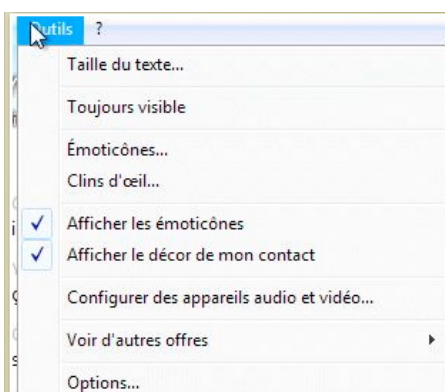 Outils ?
Taille du texte...
Toujours visible
Émoticônes...
Clins d'œil...
Afficher les émoticônes
Afficher le décor de mon contact
Configurer des appareils audio et vidéo...
Voir d'autres offres
Options...